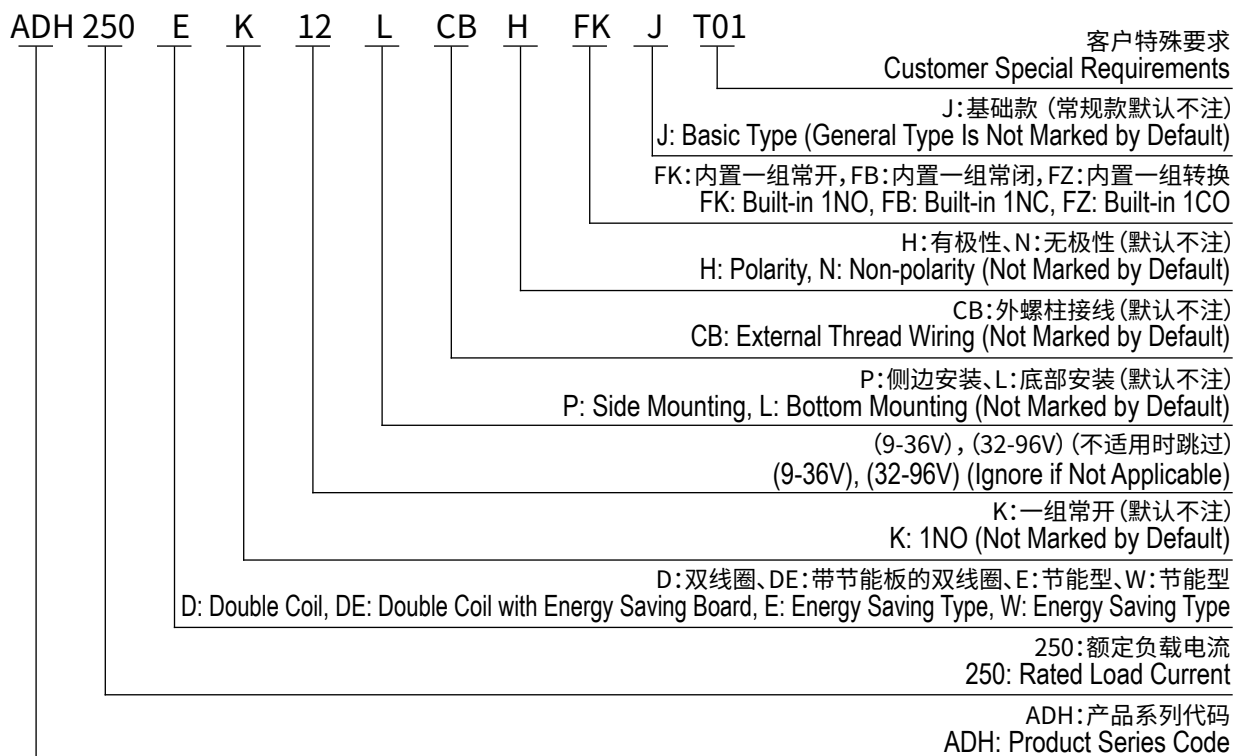 ADH 250 E K 12 L CB H FK J T01
客户特殊要求
Customer Special Requirements
J:基础款 (常规款默认不注)
J: Basic Type (General Type Is Not Marked by Default)
FK:内置一组常开,FB:内置一组常闭,FZ:内置一组转换
FK: Built-in 1NO, FB: Built-in 1NC, FZ: Built-in 1CO
H:有极性、N:无极性(默认不注)
H: Polarity, N: Non-polarity (Not Marked by Default)
CB:外螺柱接线(默认不注)
CB: External Thread Wiring (Not Marked by Default)
P:侧边安装、L:底部安装(默认不注)
P: Side Mounting, L: Bottom Mounting (Not Marked by Default)
(9-36V),(32-96V)(不适用时跳过)
(9-36V), (32-96V) (Ignore if Not Applicable)
K:一组常开(默认不注)
K: 1NO (Not Marked by Default)
D:双线圈、DE:带节能板的双线圈、E:节能型、W:节能型
D: Double Coil, DE: Double Coil with Energy Saving Board, E: Energy Saving Type, W: Energy Saving Type
250:额定负载电流
250: Rated Load Current
ADH:产品系列代码
ADH: Product Series Code